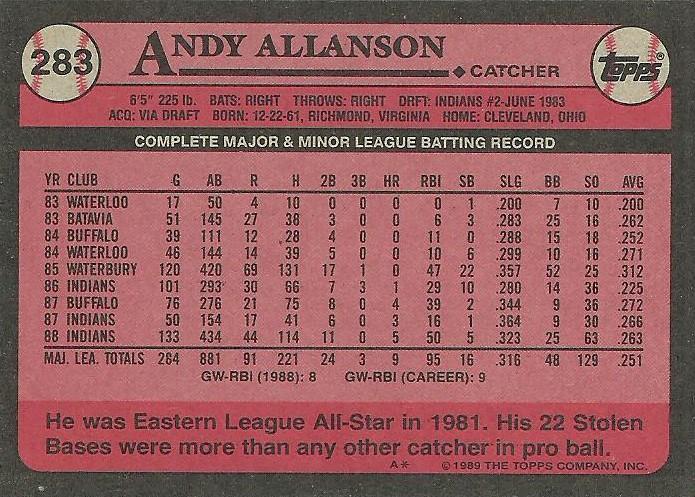 283 ANDY ALLANSON TOPPS
◆ CATCHER
6'5" 225 lb. BATS: RIGHT THROWS: RIGHT DRFT: INDIANS #2-JUNE 1983
ACQ: VIA DRAFT BORN: 12-22-61, RICHMOND, VIRGINIA HOME: CLEVELAND, OHIO
COMPLETE MAJOR & MINOR LEAGUE BATTING RECORD
YR CLUB G AB R H 2B 3B HR RBI SB SLG BB SO AVG
83 WATERLOO 17 50 4 10 0 0 0 0 1 .200 7 10 .200
83 BATAVIA 51 145 27 38 3 0 0 6 6 .283 25 16 .262
84 BUFFALO 39 111 12 28 4 0 0 11 0 .288 15 18 .252
84 WATERLOO 46 144 14 39 5 0 0 10 6 .299 10 16 .271
85 WATERBURY 120 420 69 131 17 1 0 47 22 .357 52 25 .312
86 INDIANS 101 293 30 66 7 3 1 29 10 .280 14 36 .225
87 BUFFALO 76 276 21 75 8 0 4 39 2 .344 9 36 .272
87 INDIANS 50 154 17 41 6 0 3 16 1 .364 9 30 .266
88 INDIANS 133 434 44 114 11 0 5 50 5 .323 25 63 .263
MAJ. LEA. TOTALS 264 881 91 221 24 3 9 95 16 .316 48 129 .251
GW-RBI (1988): 8 GW-RBI (CAREER): 9
He was Eastern League All-Star in 1981. His 22 Stolen
Bases were more than any other catcher in pro ball.
A* ©1989 THE TOPPS COMPANY, INC.